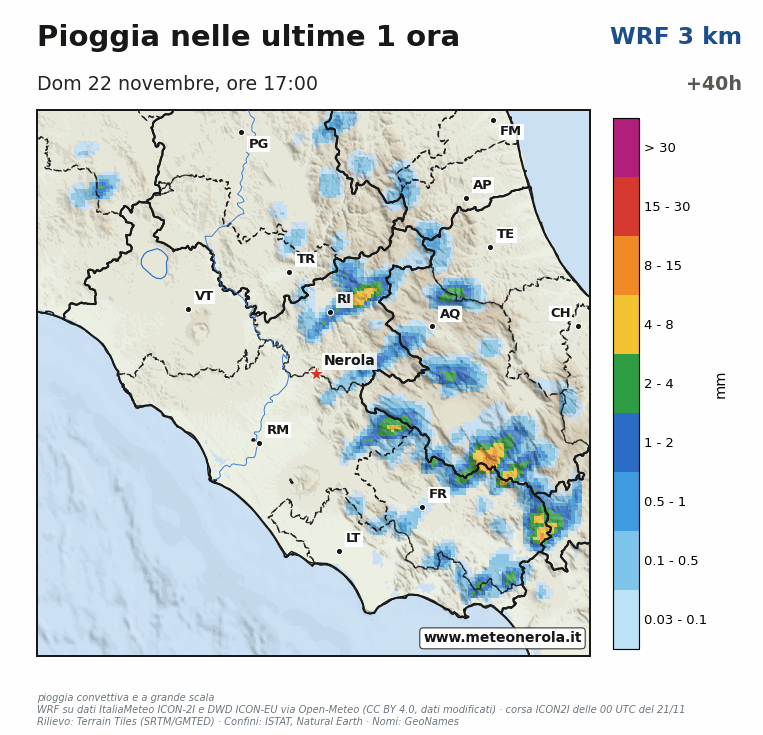 Pioggia nelle ultime 1 ora
WRF 3 km
Dom 22 novembre, ore 17:00
+40h
FM
PG
AP
TE
TR
VT
RI
AQ
CH
Nerola
RM
FR
LT
www.meteonerola.it
> 30
15 - 30
8 - 15
4 - 8
2 - 4
1 - 2
0.5 - 1
0.1 - 0.5
0.03 - 0.1
mm
pioggia convettiva e a grande scala
WRF su dati ItaliaMeteo ICON-2I e DWD ICON-EU via Open-Meteo (CC BY 4.0, dati modificati) · corsa ICON2I delle 00 UTC del 21/11
Rilievo: Terrain Tiles (SRTM/GMTED) · Confini: ISTAT, Natural Earth · Nomi: GeoNames